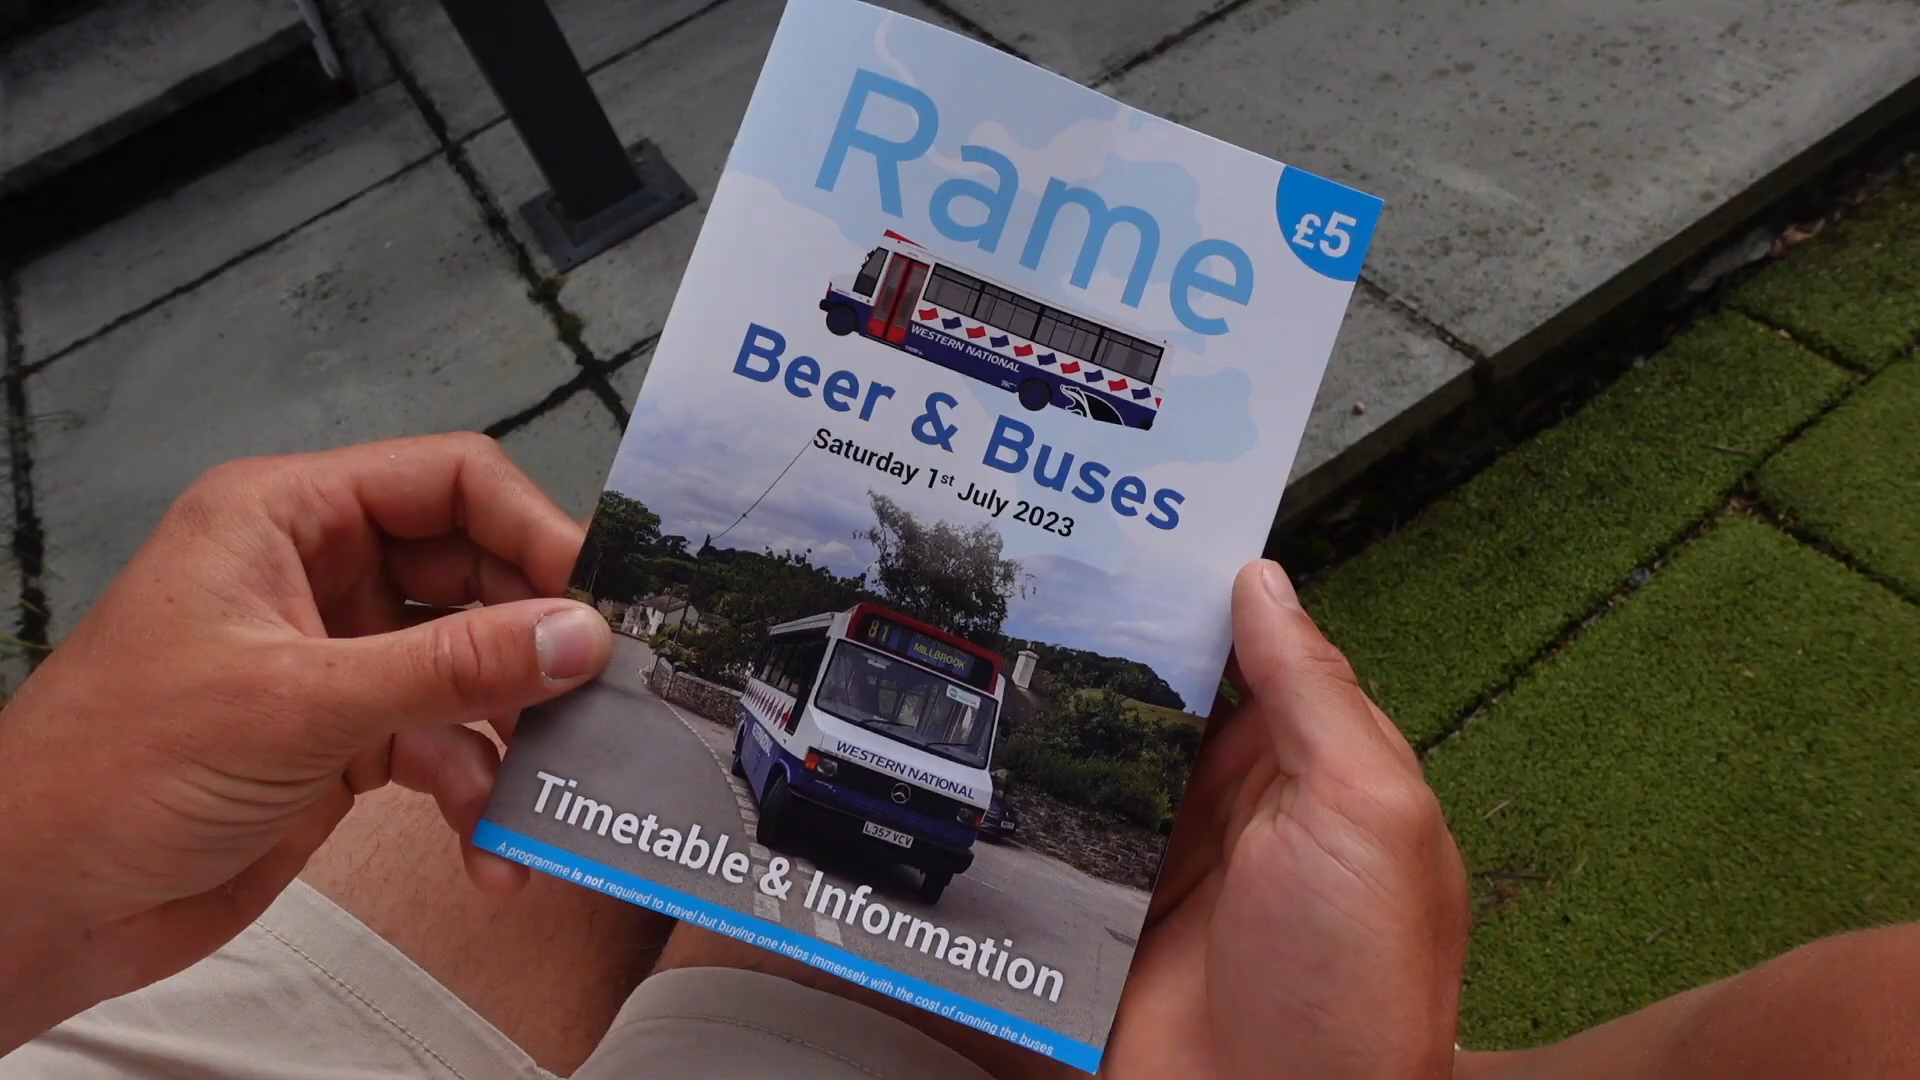 Rame
£5
WESTERN NATIONAL
Beer & Buses
Saturday 1st July 2023
81 MILLBROOK
WESTERN NATIONAL
L357 VCV
Timetable & Information
A programme is not required to travel but buying one helps immensely with the cost of running the buses